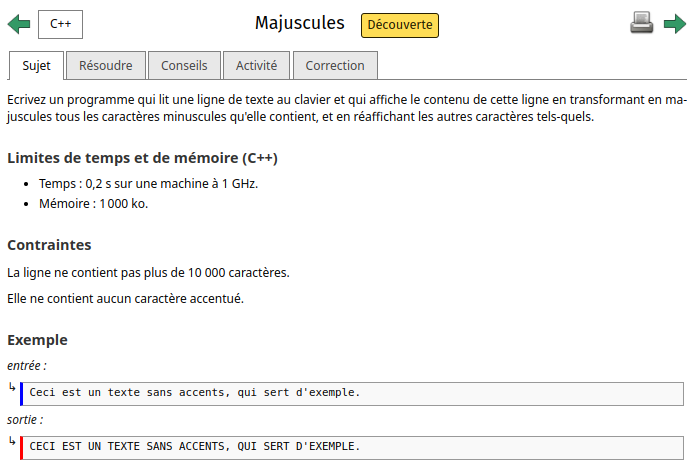 C++
Majuscules
Découverte
Sujet
Résoudre
Conseils
Activité
Correction
Ecrivez un programme qui lit une ligne de texte au clavier et qui affiche le contenu de cette ligne en transformant en ma-
juscules tous les caractères minuscules qu'elle contient, et en réaffichant les autres caractères tels-quels.
Limites de temps et de mémoire (C++)
• Temps : 0,2 s sur une machine à 1 GHz.
• Mémoire : 1 000 ko.
Contraintes
La ligne ne contient pas plus de 10 000 caractères.
Elle ne contient aucun caractère accentué.
Exemple
entrée :
↳ Ceci est un texte sans accents, qui sert d'exemple.
sortie :
↳ CECI EST UN TEXTE SANS ACCENTS, QUI SERT D'EXEMPLE.